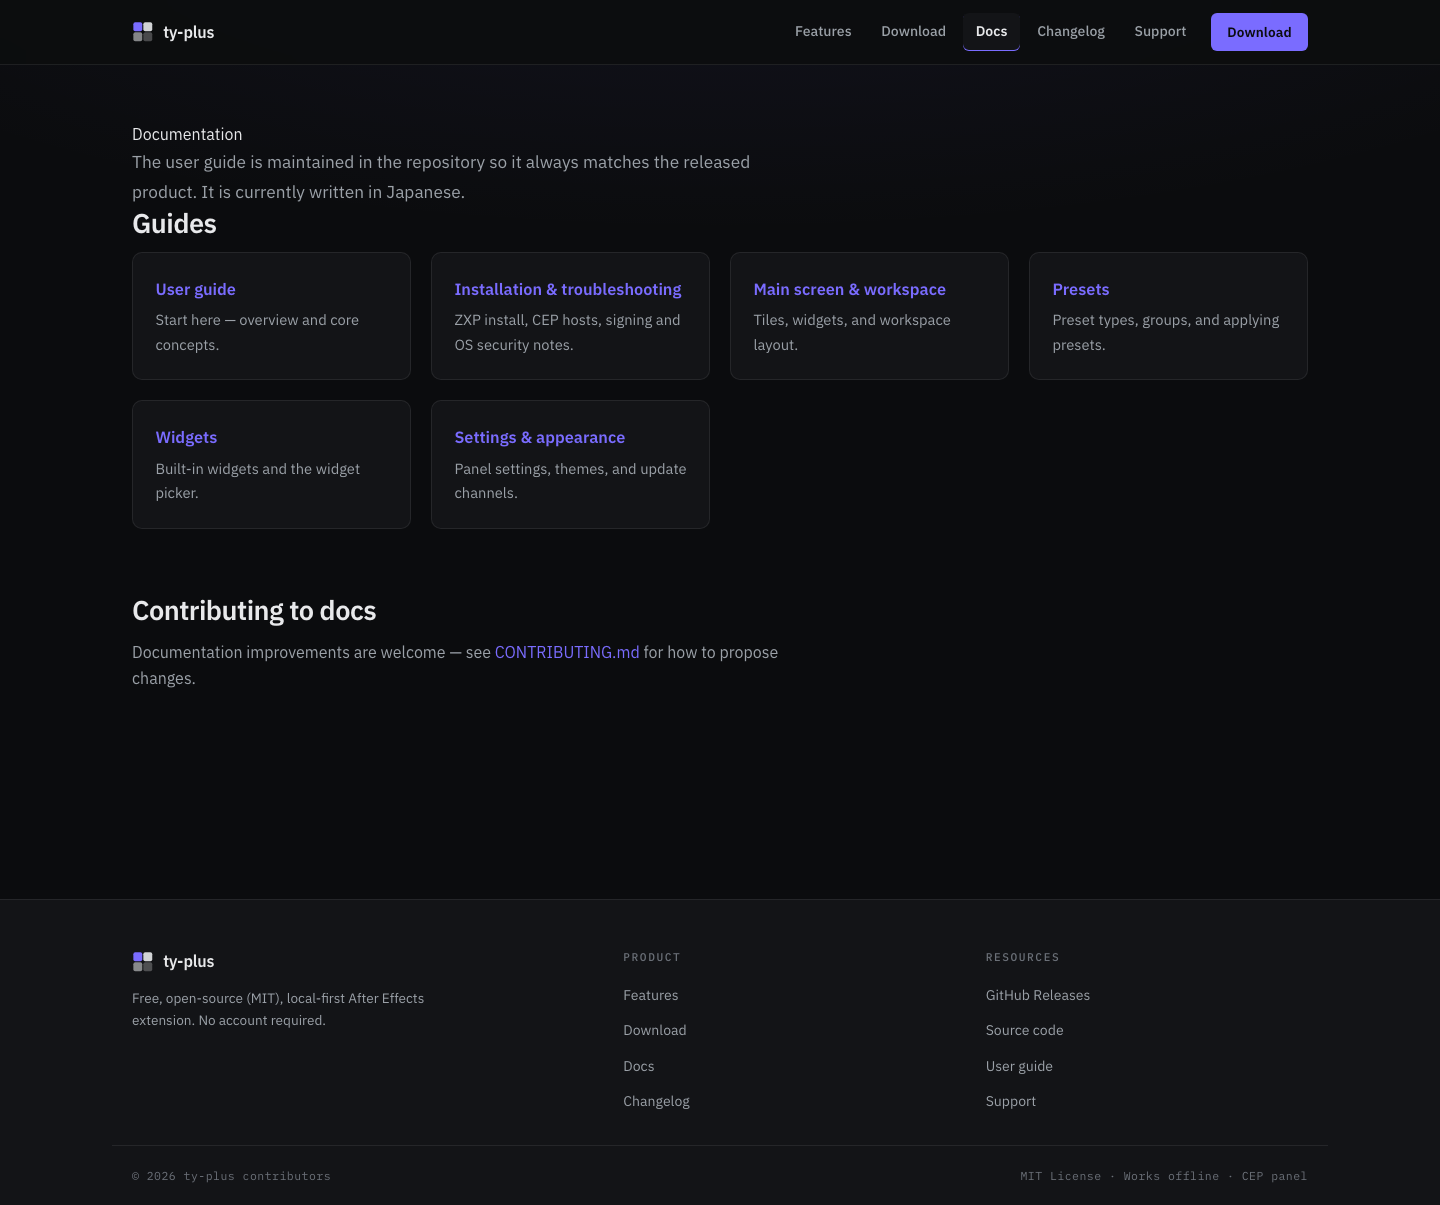 ty-plus
Features
Download
Docs
Changelog
Support
Download
Documentation
The user guide is maintained in the repository so it always matches the released
product. It is currently written in Japanese.
Guides
User guide
Start here — overview and core
concepts.
Installation & troubleshooting
ZXP install, CEP hosts, signing and
OS security notes.
Main screen & workspace
Tiles, widgets, and workspace
layout.
Presets
Preset types, groups, and applying
presets.
Widgets
Built-in widgets and the widget
picker.
Settings & appearance
Panel settings, themes, and update
channels.
Contributing to docs
Documentation improvements are welcome — see CONTRIBUTING.md for how to propose
changes.
ty-plus
Free, open-source (MIT), local-first After Effects
extension. No account required.
PRODUCT
Features
Download
Docs
Changelog
RESOURCES
GitHub Releases
Source code
User guide
Support
© 2026 ty-plus contributors
MIT License · Works offline · CEP panel